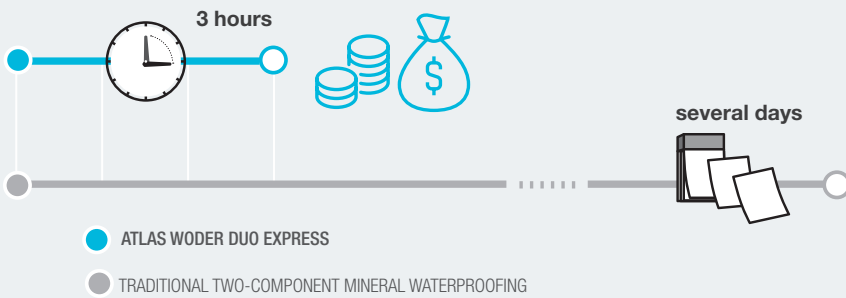 3 hours
$
several days
ATLAS WODER DUO EXPRESS
TRADITIONAL TWO-COMPONENT MINERAL WATERPROOFING